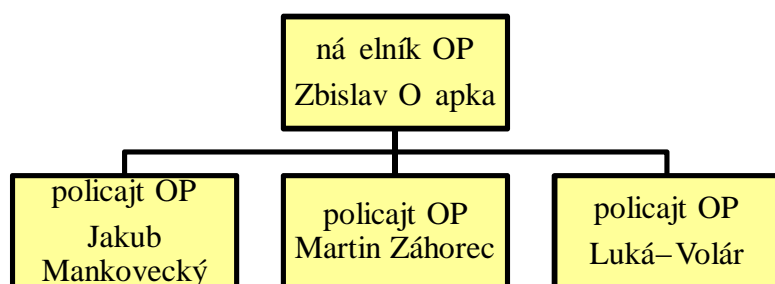 ná elník OP
Zbislav O apka
policajt OP
Jakub
Mankovecký
policajt OP
Martin Záhorec
policajt OP
Luká–Volár